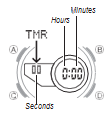 Minutes
Hours
TMR
A
B
00
0:00
C
D
Seconds